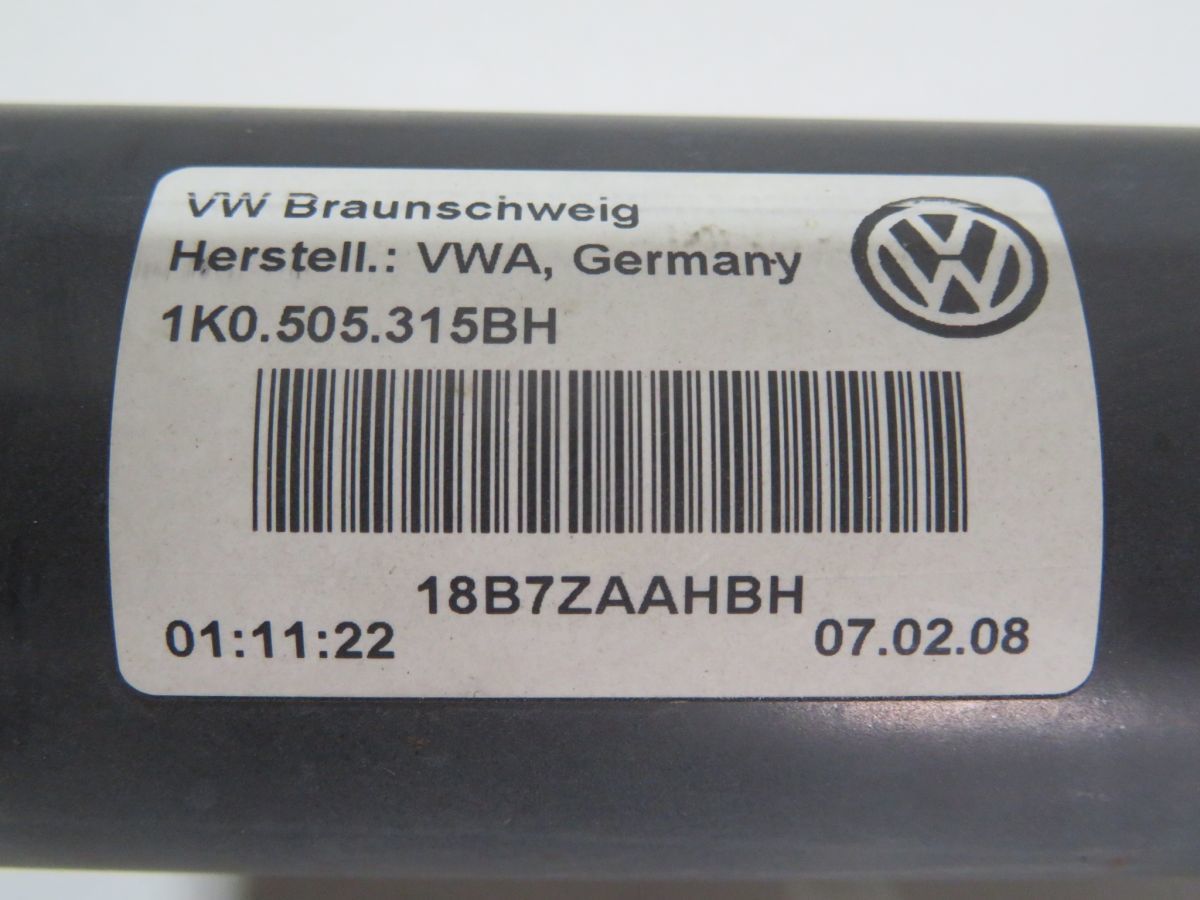 VW Braunschweig
Herstell.: VWA, Germany
1K0.505.315BH
18B7ZAAHBH
01:11:22 07.02.08